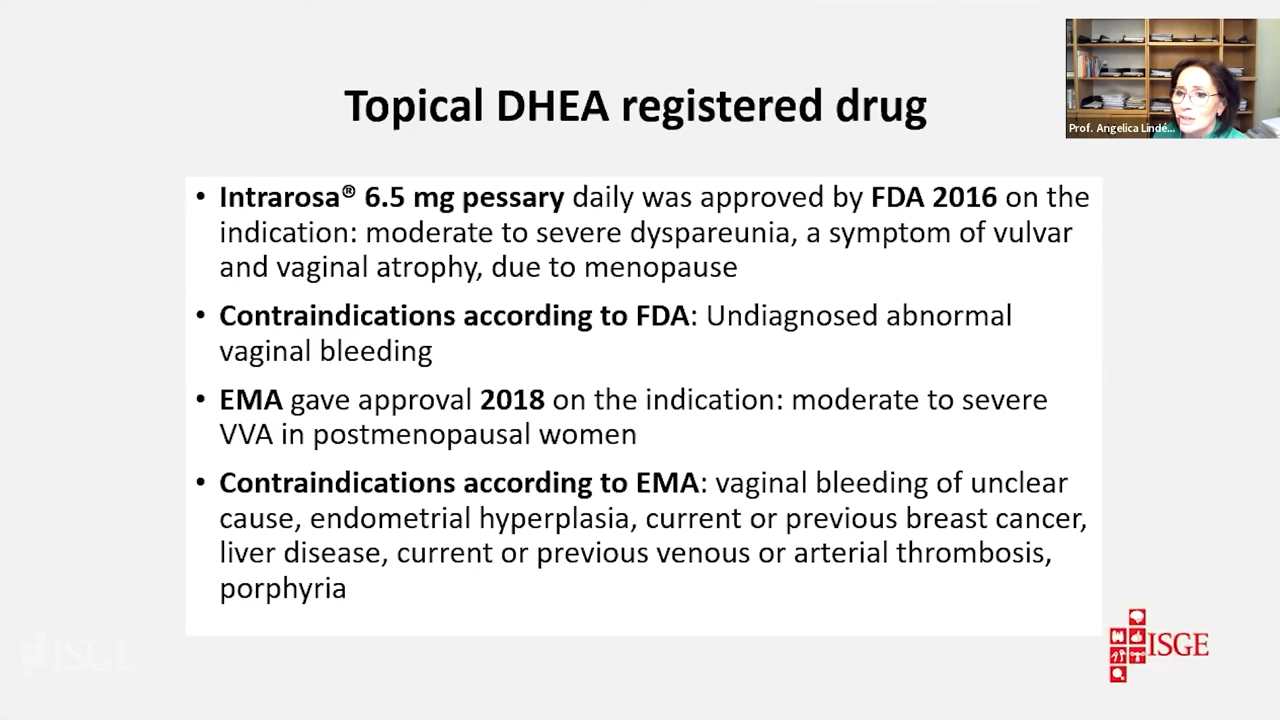 Prof. Angelica Lindé...
Topical DHEA registered drug
• Intrarosa® 6.5 mg pessary daily was approved by FDA 2016 on the
indication: moderate to severe dyspareunia, a symptom of vulvar
and vaginal atrophy, due to menopause
• Contraindications according to FDA: Undiagnosed abnormal
vaginal bleeding
• EMA gave approval 2018 on the indication: moderate to severe
VVA in postmenopausal women
• Contraindications according to EMA: vaginal bleeding of unclear
cause, endometrial hyperplasia, current or previous breast cancer,
liver disease, current or previous venous or arterial thrombosis,
porphyria
ISGE
ISGE